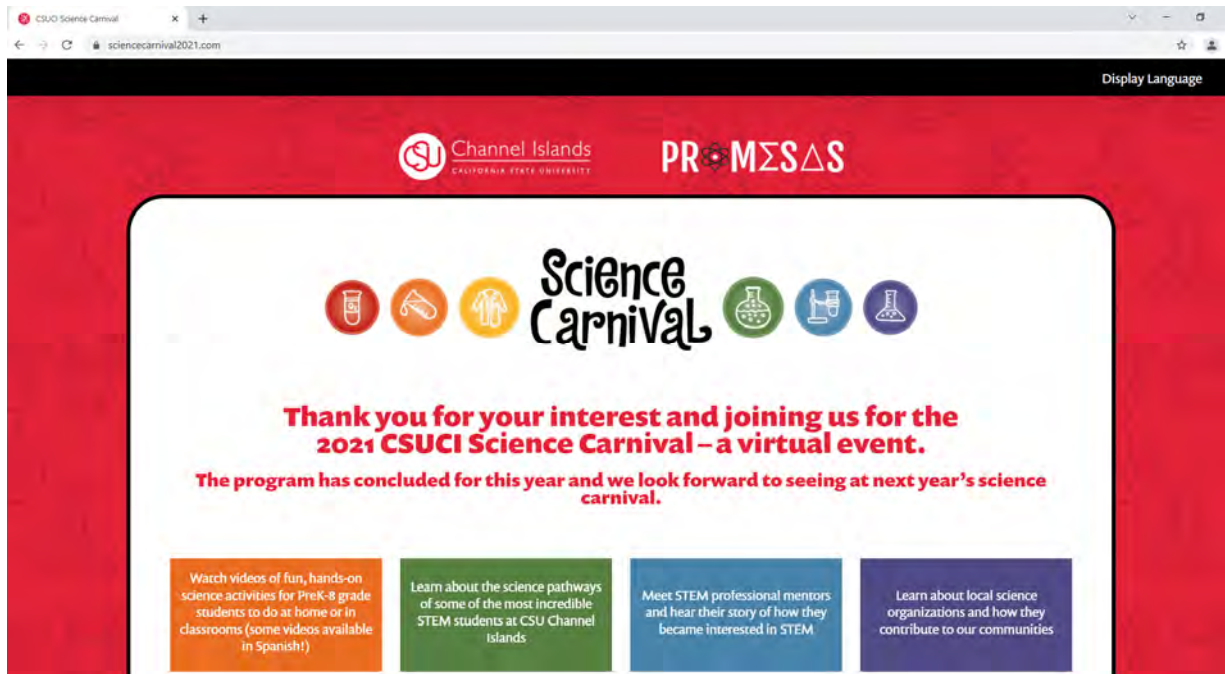 CSUCI Science Carnival
sciencecarnival2021.com
Display Language
CSU Channel Islands
CALIFORNIA STATE UNIVERSITY
PROMΣSΔS
Science
Carnival
Thank you for your interest and joining us for the
2021 CSUCI Science Carnival – a virtual event.
The program has concluded for this year and we look forward to seeing at next year's science
carnival.
Watch videos of fun, hands-on
science activities for PreK-8 grade
students to do at home or in
classrooms (some videos available
in Spanish!)
Learn about the science pathways
of some of the most incredible
STEM students at CSU Channel
Islands
Meet STEM professional mentors
and hear their story of how they
became interested in STEM
Learn about local science
organizations and how they
contribute to our communities